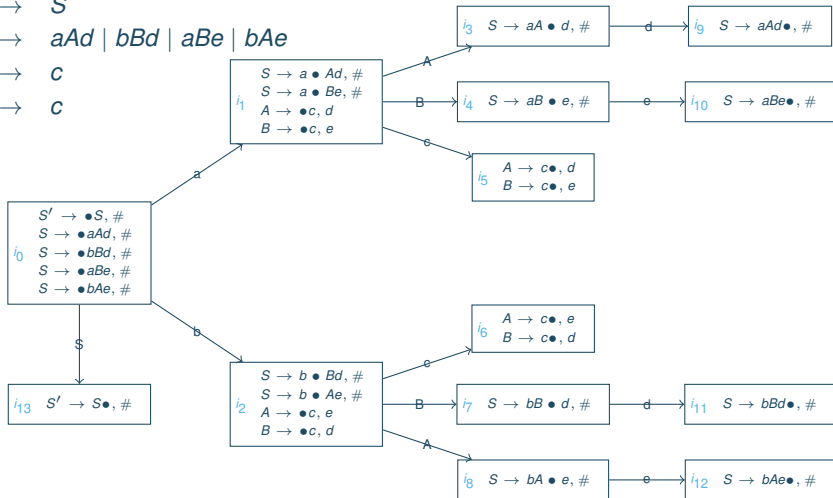 → S
→ aAd | bBd | aBe | bAe
→ c
→ c
i0
S′ → •S, #
S → •aAd, #
S → •bBd, #
S → •aBe, #
S → •bAe, #
a
b
S
i1
S → a • Ad, #
S → a • Be, #
A → •c, d
B → •c, e
A
B
c
i3 S → aA • d, #
d
i9 S → aAd•, #
i4 S → aB • e, #
e
i10 S → aBe•, #
i5
A → c•, d
B → c•, e
i13 S′ → S•, #
i2
S → b • Bd, #
S → b • Ae, #
A → •c, e
B → •c, d
c
B
A
i6
A → c•, e
B → c•, d
i7 S → bB • d, #
d
i11 S → bBd•, #
i8 S → bA • e, #
e
i12 S → bAe•, #